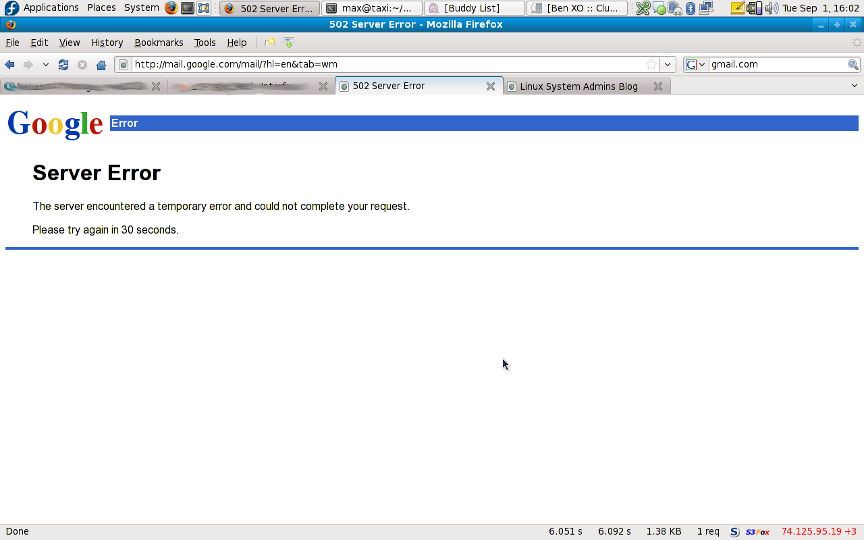 Applications Places System 502 Server Err... max@taxi:~/... [Buddy List] [Ben XO :: Clu... Tue Sep 1, 16:02
502 Server Error - Mozilla Firefox
File Edit View History Bookmarks Tools Help
http://mail.google.com/mail/?hl=en&tab=wm G gmail.com
502 Server Error Linux System Admins Blog
Google Error
Server Error
The server encountered a temporary error and could not complete your request.
Please try again in 30 seconds.
Done 6.051 s 6.092 s 1.38 KB 1 req S S3Fox 74.125.95.19 +3